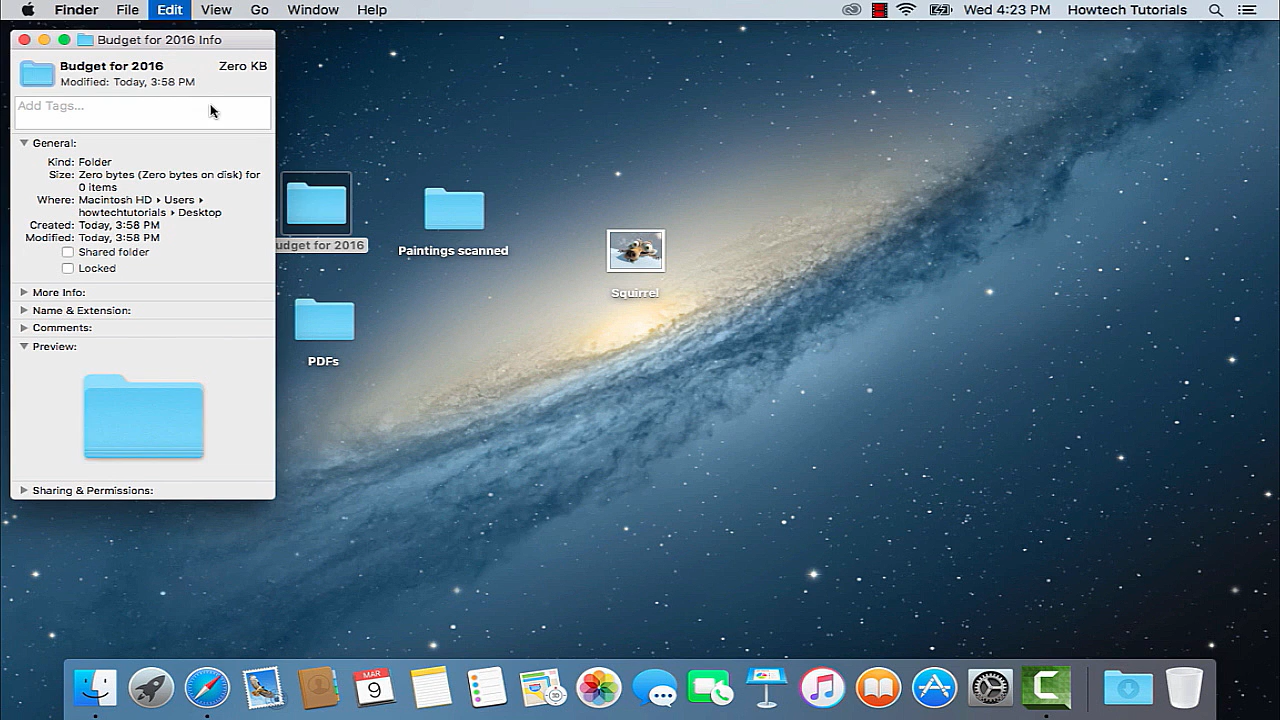 Finder File Edit View Go Window Help Wed 4:23 PM Howtech Tutorials
Budget for 2016 Info
Budget for 2016 Zero KB
Modified: Today, 3:58 PM
Add Tags...
General:
Kind: Folder
Size: Zero bytes (Zero bytes on disk) for
0 items
Where: Macintosh HD ▸ Users ▸
howtechtutorials ▸ Desktop
Created: Today, 3:58 PM
Modified: Today, 3:58 PM
Shared folder
Locked
More Info:
Name & Extension:
Comments:
Preview:
Sharing & Permissions:
udget for 2016
Paintings scanned
Squirrel
PDFs
MAR
9